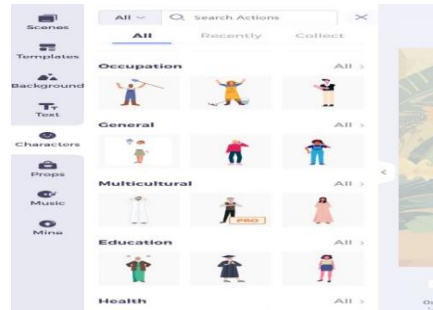 Scenes
Templates
Background
Text
Characters
Props
Music
Mine
All
Search Actions
All Recently Collect
Occupation All >
General All >
Multicultural All >
PRO
Education All >
Health All >